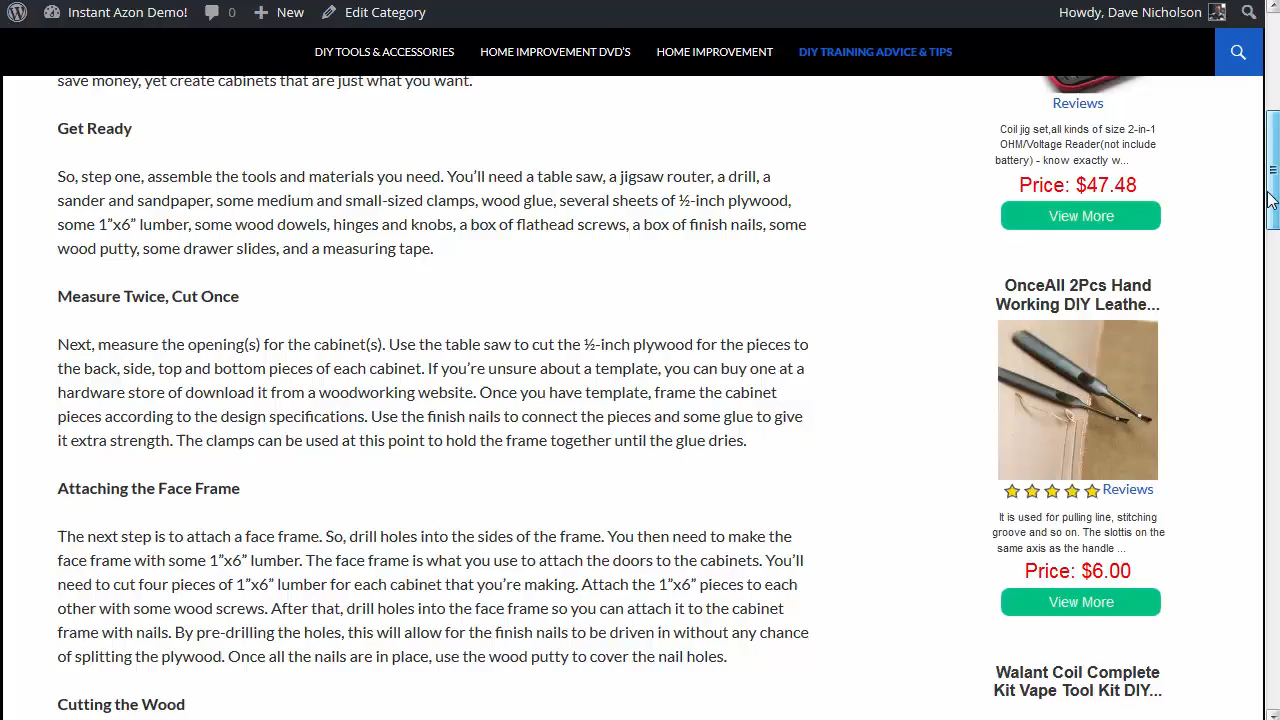 Instant Azon Demo! 0 New Edit Category Howdy, Dave Nicholson
DIY TOOLS & ACCESSORIES HOME IMPROVEMENT DVD'S HOME IMPROVEMENT DIY TRAINING ADVICE & TIPS
save money, yet create cabinets that are just what you want.
Get Ready
So, step one, assemble the tools and materials you need. You'll need a table saw, a jigsaw router, a drill, a
sander and sandpaper, some medium and small-sized clamps, wood glue, several sheets of ½-inch plywood,
some 1”x6” lumber, some wood dowels, hinges and knobs, a box of flathead screws, a box of finish nails, some
wood putty, some drawer slides, and a measuring tape.
Measure Twice, Cut Once
Next, measure the opening(s) for the cabinet(s). Use the table saw to cut the ½-inch plywood for the pieces to
the back, side, top and bottom pieces of each cabinet. If you’re unsure about a template, you can buy one at a
hardware store of download it from a woodworking website. Once you have template, frame the cabinet
pieces according to the design specifications. Use the finish nails to connect the pieces and some glue to give
it extra strength. The clamps can be used at this point to hold the frame together until the glue dries.
Attaching the Face Frame
The next step is to attach a face frame. So, drill holes into the sides of the frame. You then need to make the
face frame with some 1”x6” lumber. The face frame is what you use to attach the doors to the cabinets. You’ll
need to cut four pieces of 1”x6” lumber for each cabinet that you’re making. Attach the 1”x6” pieces to each
other with some wood screws. After that, drill holes into the face frame so you can attach it to the cabinet
frame with nails. By pre-drilling the holes, this will allow for the finish nails to be driven in without any chance
of splitting the plywood. Once all the nails are in place, use the wood putty to cover the nail holes.
Cutting the Wood
Reviews
Coil jig set,all kinds of size 2-in-1
OHM/Voltage Reader(not include
battery) - know exactly w...
Price: $47.48
View More
OnceAll 2Pcs Hand
Working DIY Leathe...
Reviews
It is used for pulling line, stitching
groove and so on. The slottis on the
same axis as the handle ...
Price: $6.00
View More
Walant Coil Complete
Kit Vape Tool Kit DIY...